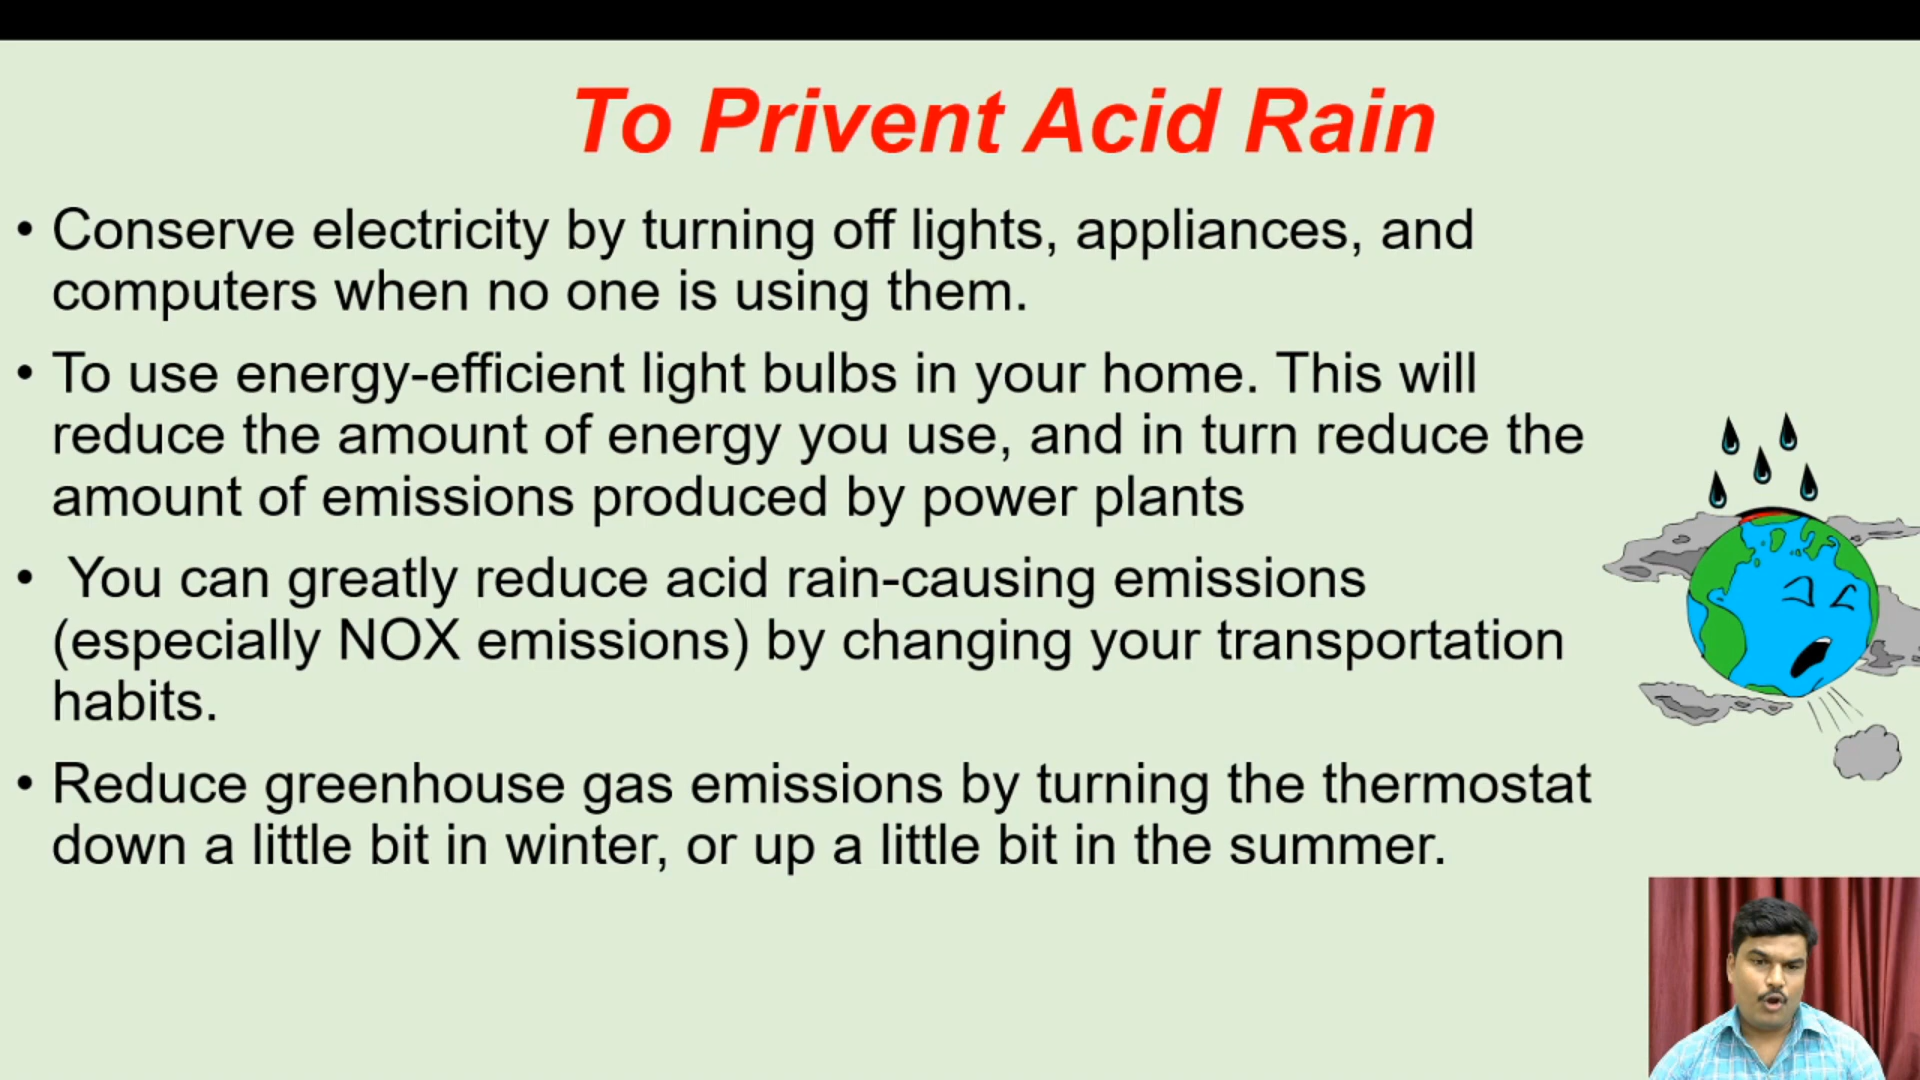 To Privent Acid Rain
• Conserve electricity by turning off lights, appliances, and
computers when no one is using them.
• To use energy-efficient light bulbs in your home. This will
reduce the amount of energy you use, and in turn reduce the
amount of emissions produced by power plants
• You can greatly reduce acid rain-causing emissions
(especially NOX emissions) by changing your transportation
habits.
• Reduce greenhouse gas emissions by turning the thermostat
down a little bit in winter, or up a little bit in the summer.